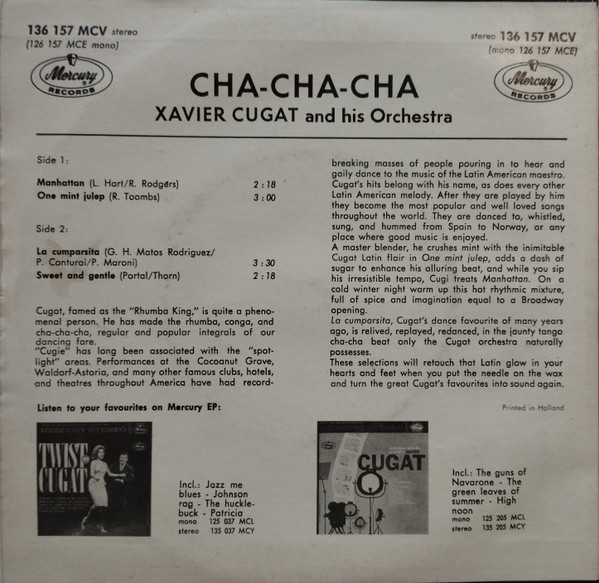 136 157 MCV stereo
(126 157 MCE mono)
Mercury
RECORDS
stereo 136 157 MCV
(mono 126 157 MCE)
Mercury
RECORDS
CHA-CHA-CHA
XAVIER CUGAT and his Orchestra
Side 1:
Manhattan (L. Hart/R. Rodgers) 2:18
One mint julep (R. Toombs) 3:00
Side 2:
La cumparsita (G. H. Matos Rodriguez/
P. Conturai/P. Maroni) 3:30
Sweet and gentle (Portal/Thorn) 2:18
Cugat, famed as the "Rhumba King," is quite a pheno-
menal person. He has made the rhumba, conga, and
cha-cha-cha, regular and popular integrals of our
dancing fare.
"Cugie" has long been associated with the "spot-
light" areas. Performances at the Cocoanut Grove,
Waldorf-Astoria, and many other famous clubs, hotels,
and theatres throughout America have had record-
breaking masses of people pouring in to hear and
gaily dance to the music of the Latin American maestro.
Cugat's hits belong with his name, as does every other
Latin American melody. After they are played by him
they become the most popular and well loved songs
throughout the world. They are danced to, whistled,
sung, and hummed from Spain to Norway, or any
place where good music is enjoyed.
A master blender, he crushes mint with the inimitable
Cugat Latin flair in One mint julep, adds a dash of
sugar to enhance his alluring beat, and while you sip
his irresistible tempo, Cugi treats Manhattan. On a
cold winter night warm up this hot rhythmic mixture,
full of spice and imagination equal to a Broadway
opening.
La cumparsita, Cugat's dance favourite of many years
ago, is relived, replayed, redanced, in the jaunty tango
cha-cha beat only the Cugat orchestra naturally
possesses.
These selections will retouch that Latin glow in your
hearts and feet when you put the needle on the wax
and turn the great Cugat's favourites into sound again.
Listen to your favourites on Mercury EP:
Printed in Holland
TWIST
CUGAT
Incl.: Jazz me
blues - Johnson
rag - The huckle-
buck - Patricia
mono 125 037 MCL
stereo 135 037 MCY
CUGAT
Incl.: The guns of
Navarone - The
green leaves of
summer - High
noon
mono 125 205 MCL
stereo 135 205 MCY